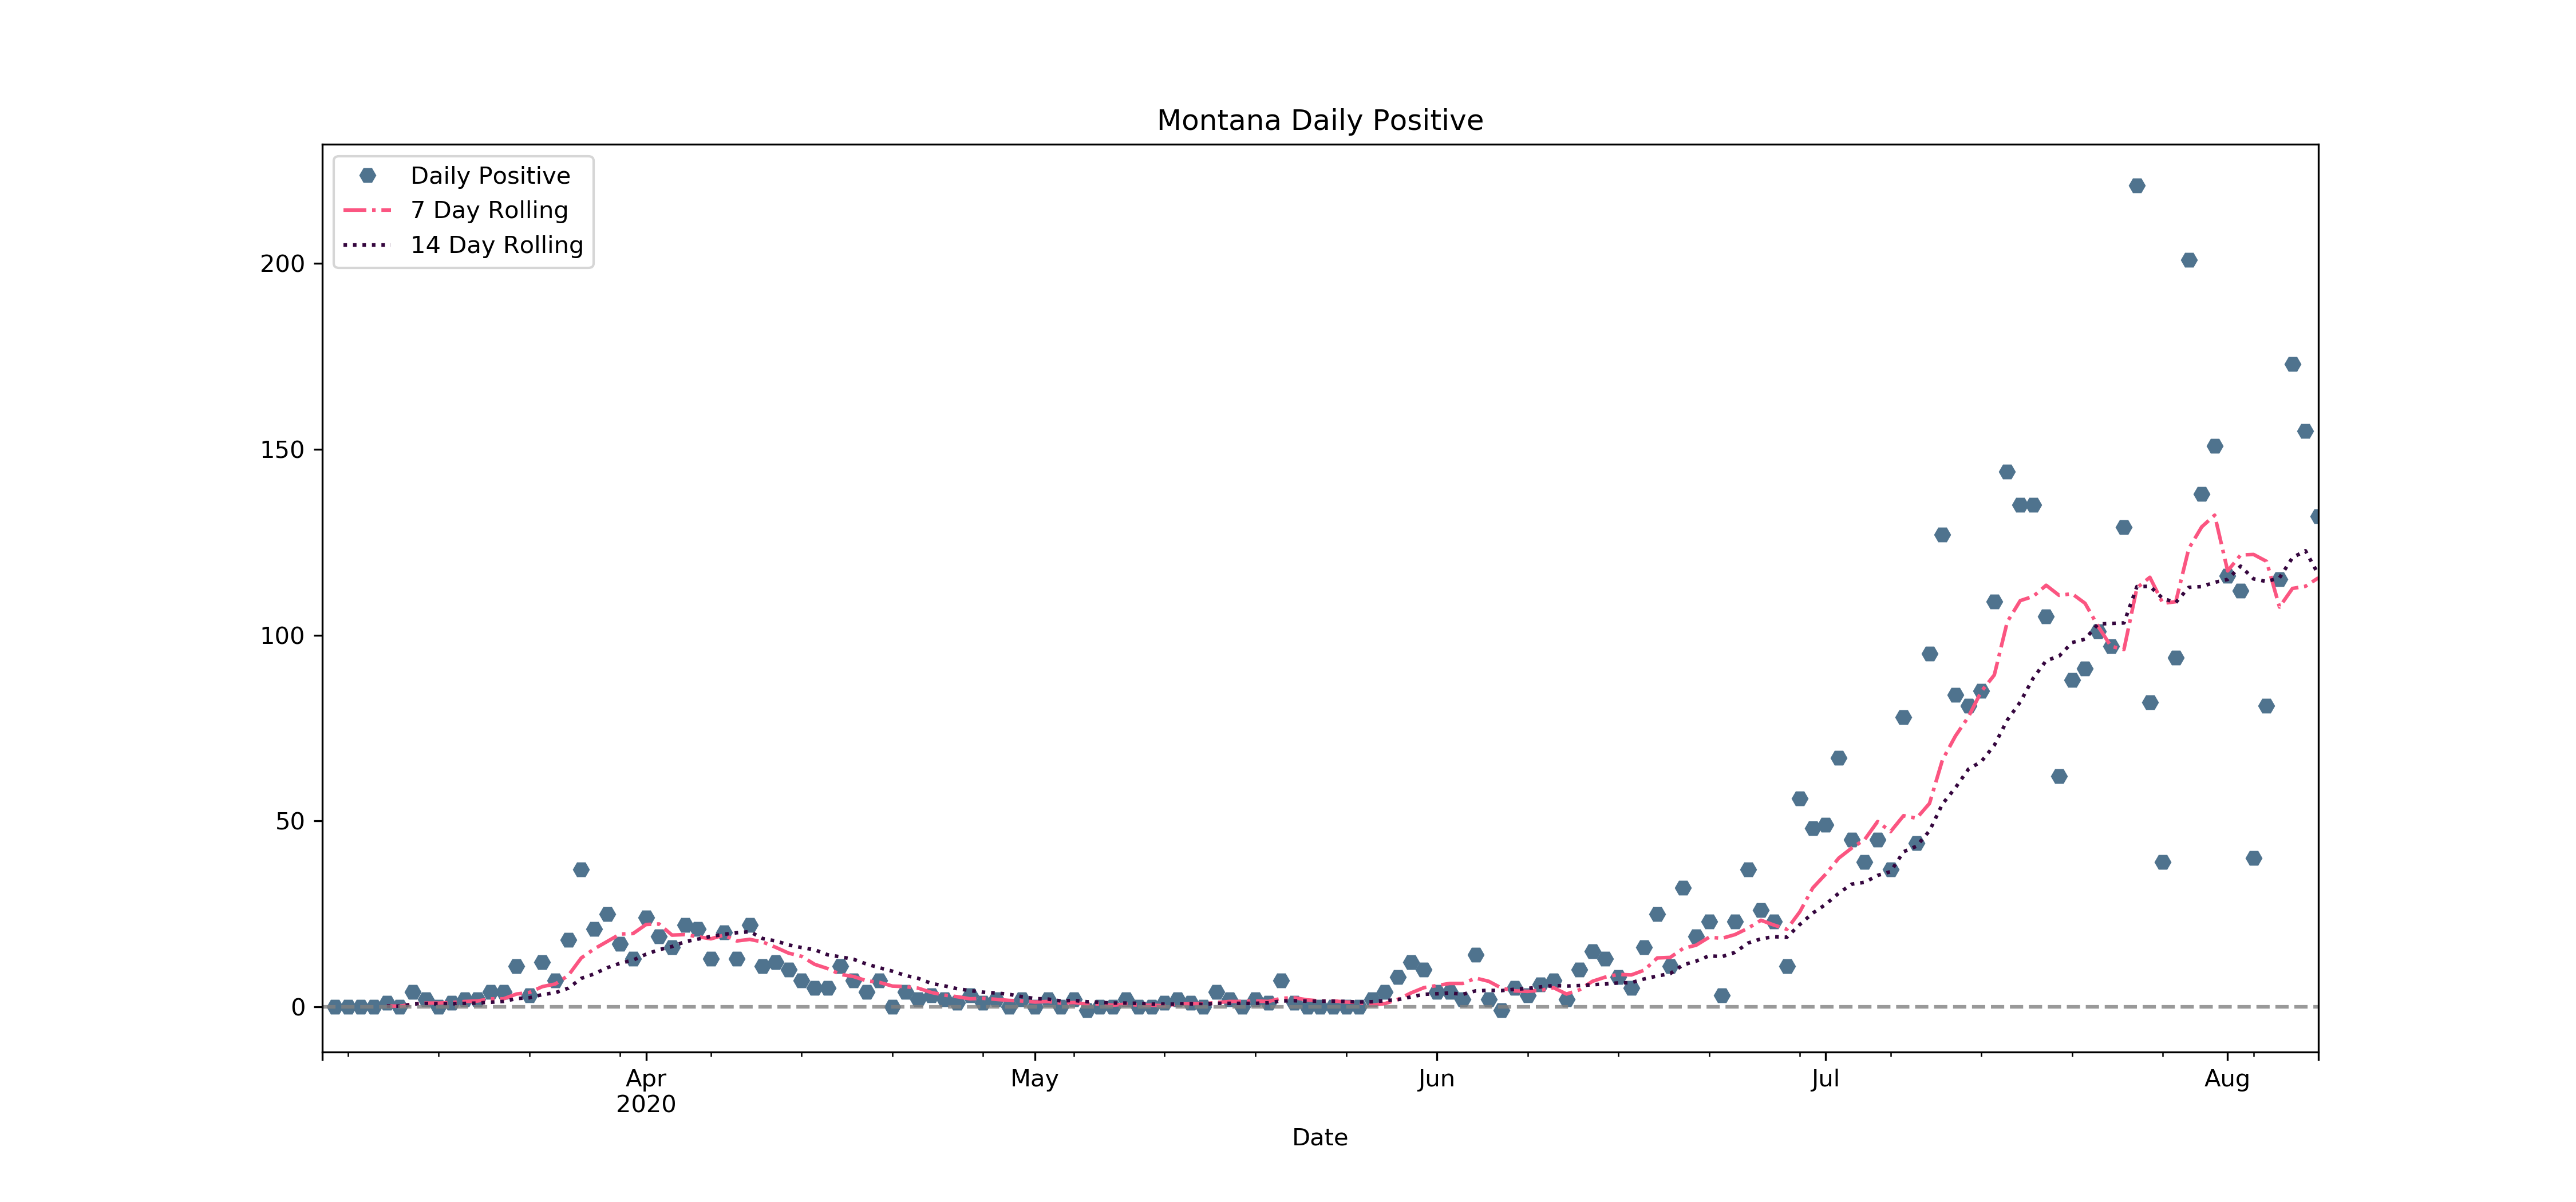 Montana Daily Positive
Daily Positive
7 Day Rolling
14 Day Rolling
200
150
100
50
0
Apr
2020
May
Jun
Jul
Aug
Date